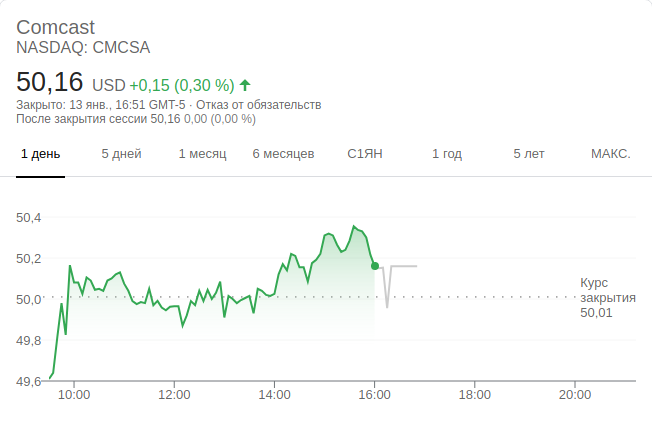 Comcast
NASDAQ: CMCSA
50,16 USD +0,15 (0,30 %)
Закрыто: 13 янв., 16:51 GMT-5 · Отказ от обязательств
После закрытия сессии 50,16 0,00 (0,00 %)
1 день 5 дней 1 месяц 6 месяцев С1ЯН 1 год 5 лет МАКС.
50,4
50,2
50,0
49,8
49,6
Курс
закрытия
50,01
10:00 12:00 14:00 16:00 18:00 20:00